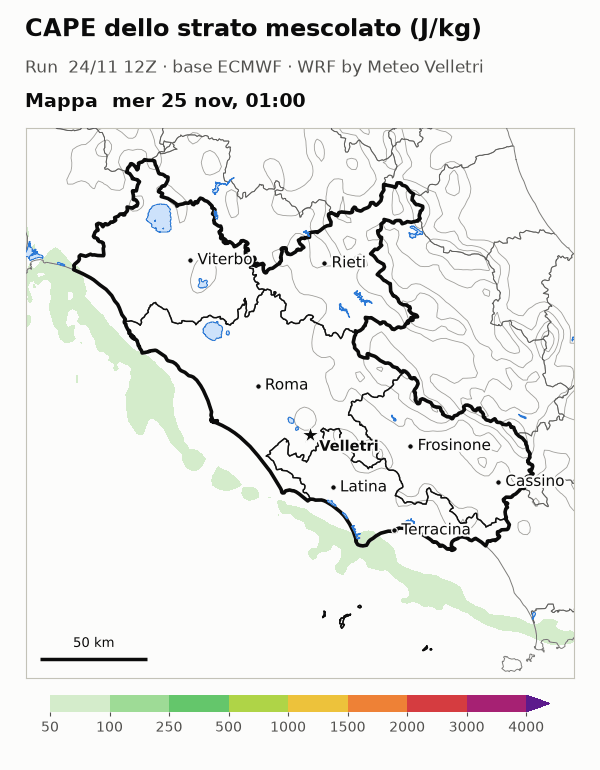 CAPE dello strato mescolato (J/kg)
Run  24/11 12Z · base ECMWF · WRF by Meteo Velletri
Mappa  mer 25 nov, 01:00
Viterbo
Rieti
Roma
Velletri
Frosinone
Cassino
Latina
Terracina
50 km
50 100 250 500 1000 1500 2000 3000 4000